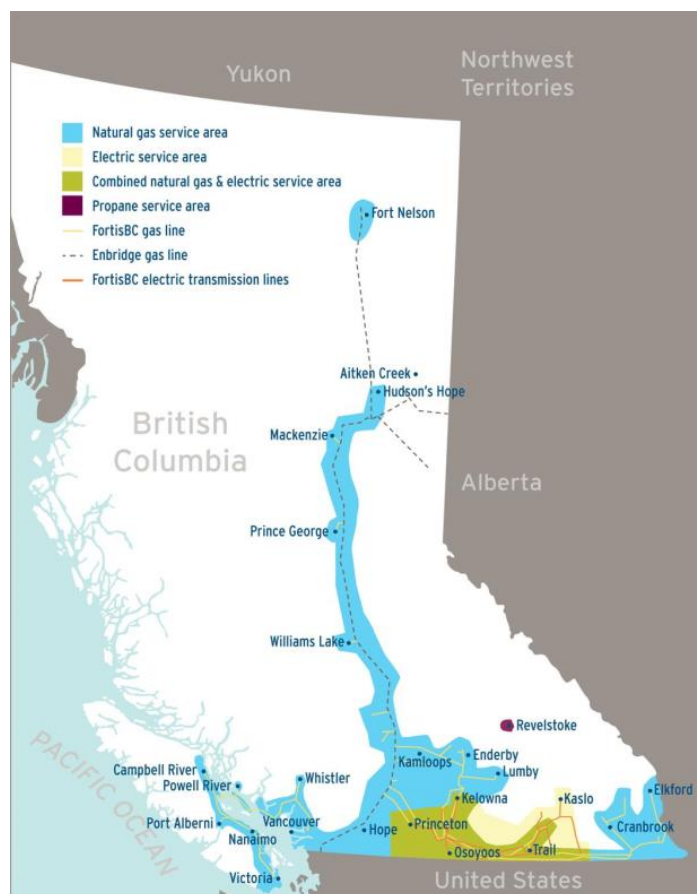 Yukon
Northwest
Territories
Natural gas service area
Electric service area
Combined natural gas & electric service area
Propane service area
FortisBC gas line
Enbridge gas line
FortisBC electric transmission lines
Fort Nelson
Aitken Creek
Hudson's Hope
British
Columbia
Mackenzie
Alberta
Prince George
Williams Lake
Revelstoke
PACIFIC OCEAN
Campbell River
Powell River
Whistler
Kamloops
Enderby
Lumby
Elkford
Port Alberni
Vancouver
Kelowna
Kaslo
Nanaimo
Hope
Princeton
Cranbrook
Osoyoos
Trail
Victoria
United States